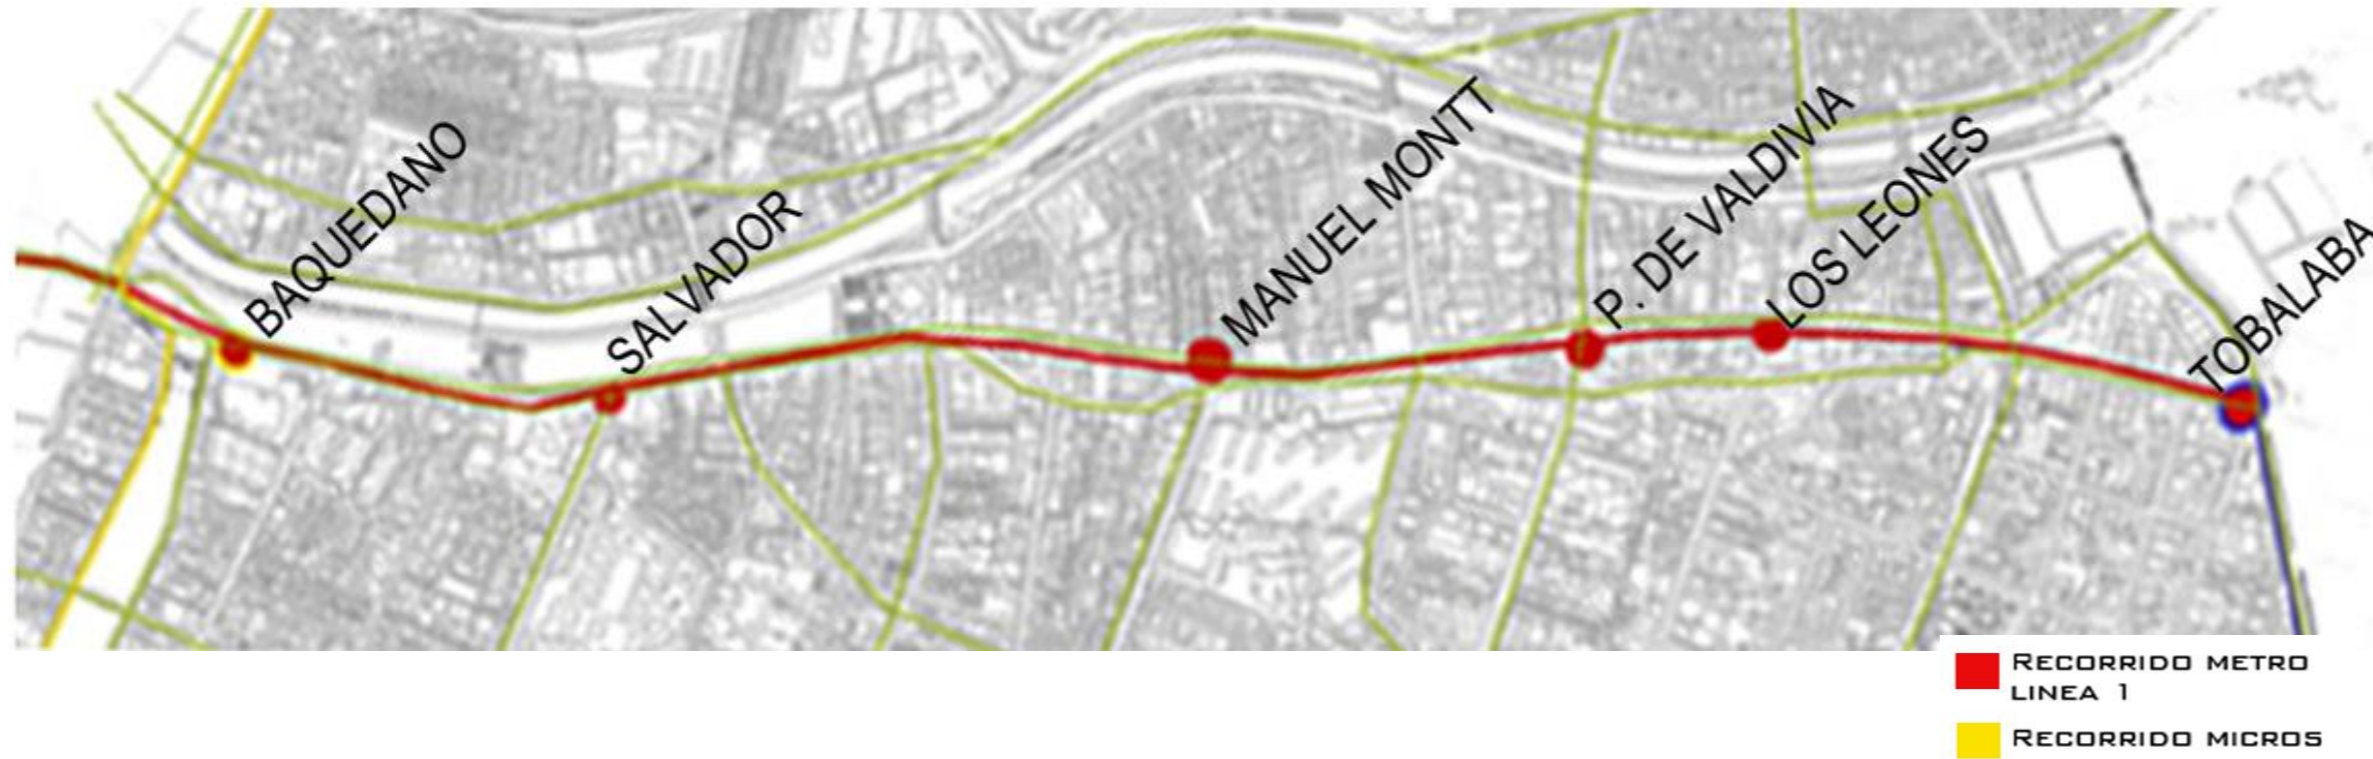 BAQUEDANO
SALVADOR
MANUEL MONTT
P. DE VALDIVIA
LOS LEONES
TOBALABA
RECORRIDO METRO
LINEA 1
RECORRIDO MICROS